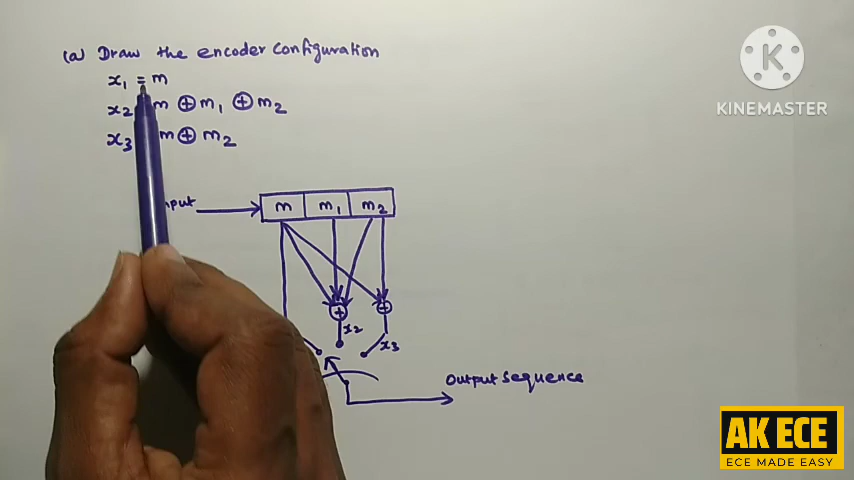 (a) Draw the encoder configuration
x₁ = m
x₂ m ⊕ m₁ ⊕ m₂
x₃ m ⊕ m₂
KINEMASTER
nput
m m₁ m₂
x₂
x₃
Output sequence
AK ECE
ECE MADE EASY